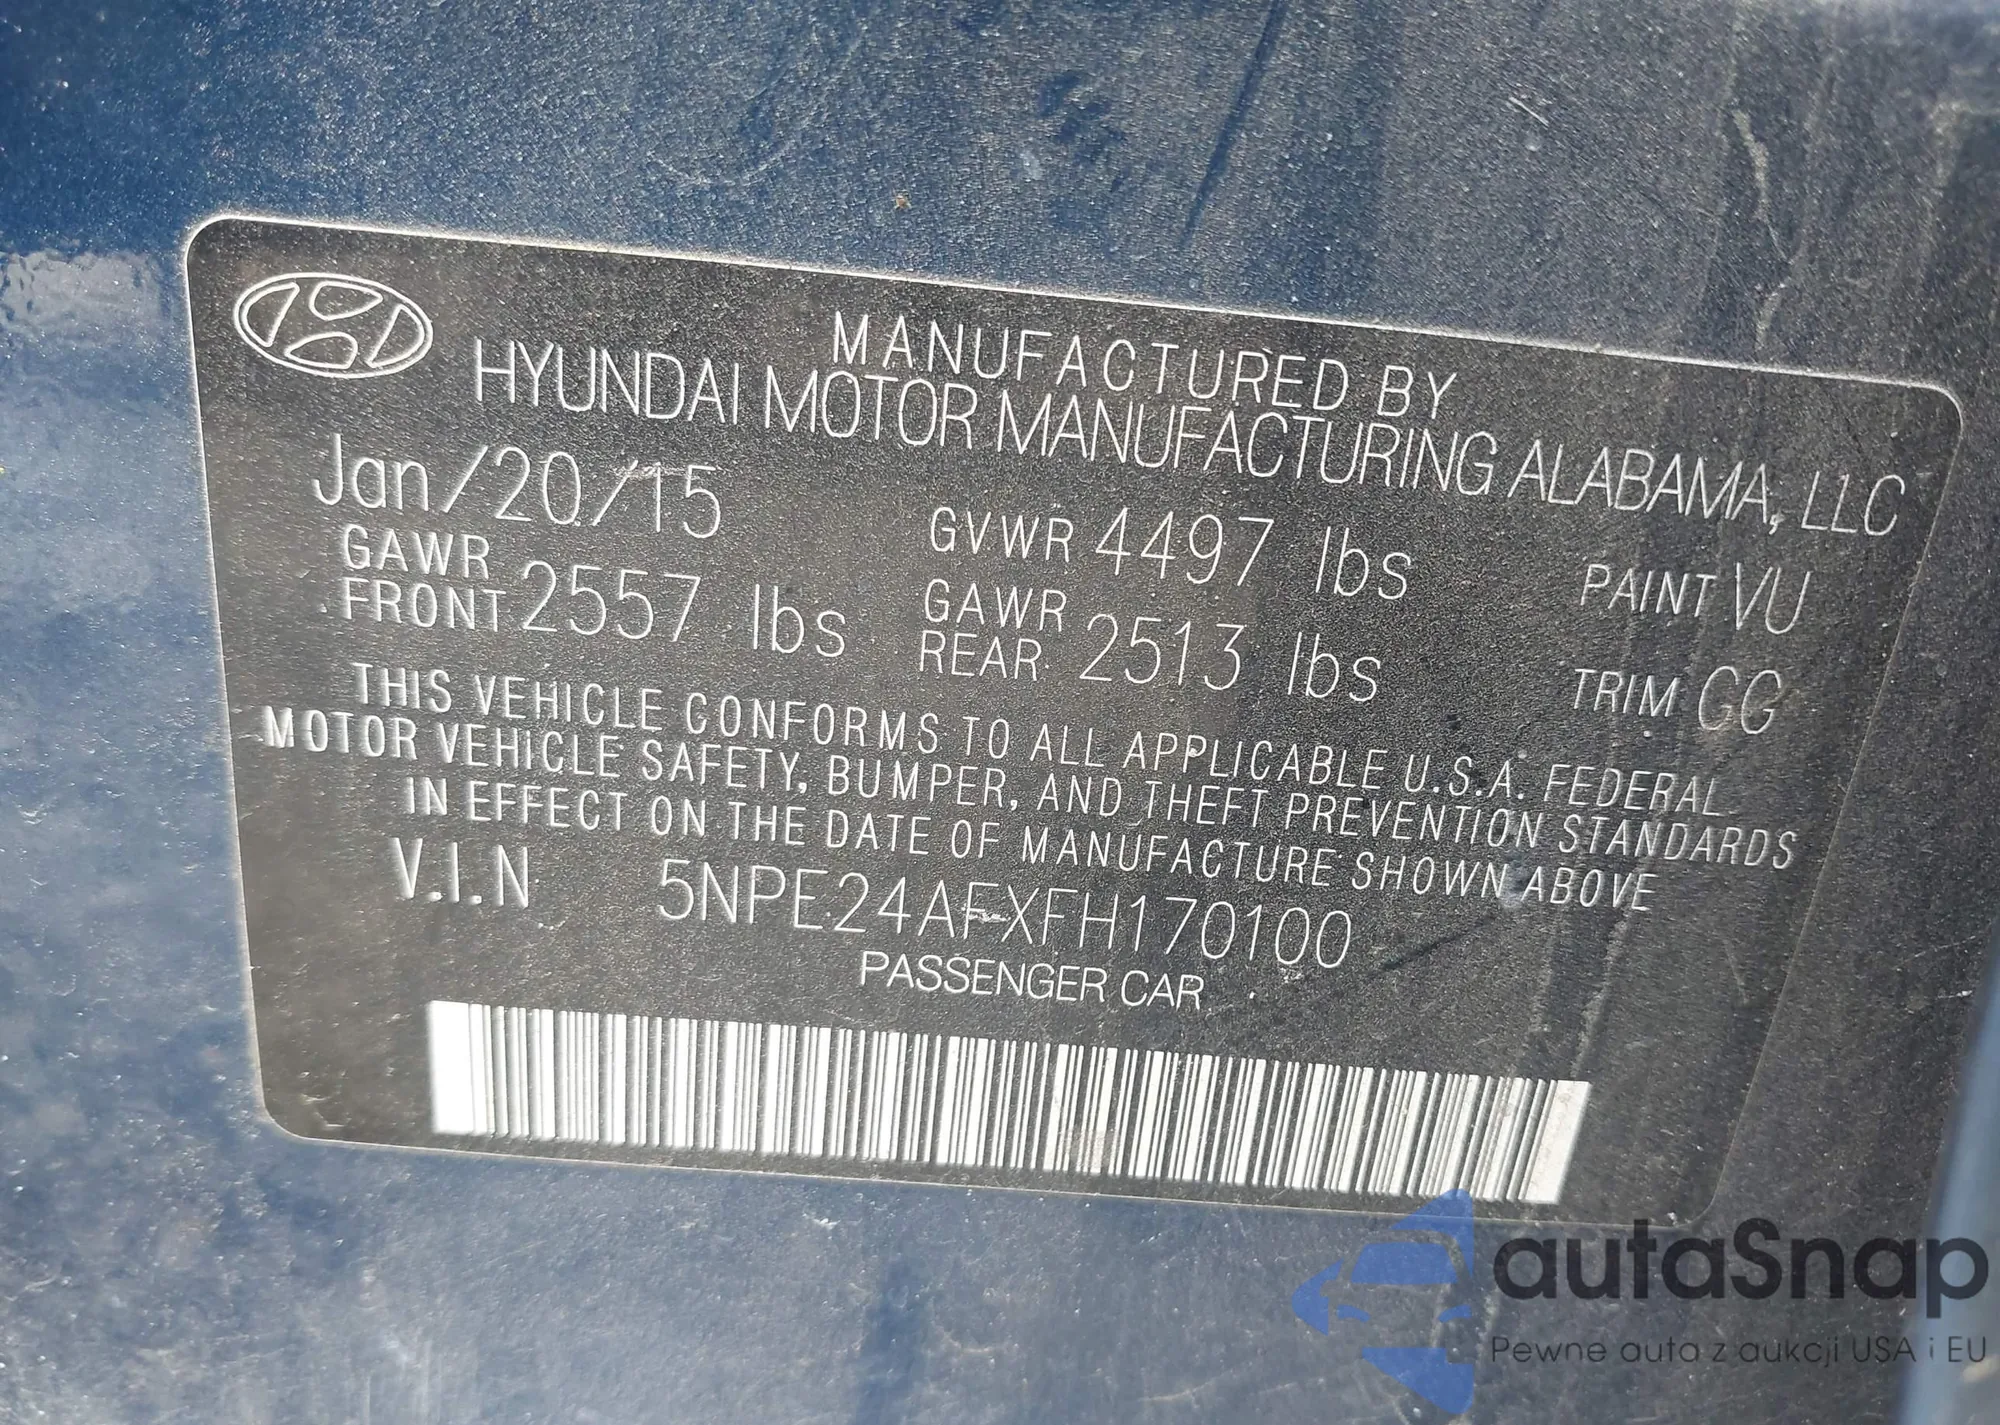 MANUFACTURED BY
HYUNDAI MOTOR MANUFACTURING ALABAMA, LLC
Jan/20/15 GVWR 4497 lbs PAINT VU
GAWR FRONT 2557 lbs GAWR REAR 2513 lbs TRIM GG
THIS VEHICLE CONFORMS TO ALL APPLICABLE U.S.A. FEDERAL
MOTOR VEHICLE SAFETY, BUMPER, AND THEFT PREVENTION STANDARDS
IN EFFECT ON THE DATE OF MANUFACTURE SHOWN ABOVE
V.I.N 5NPE24AFXFH170100
PASSENGER CAR
autaSnap
Pewne auta z aukcji USA i EU